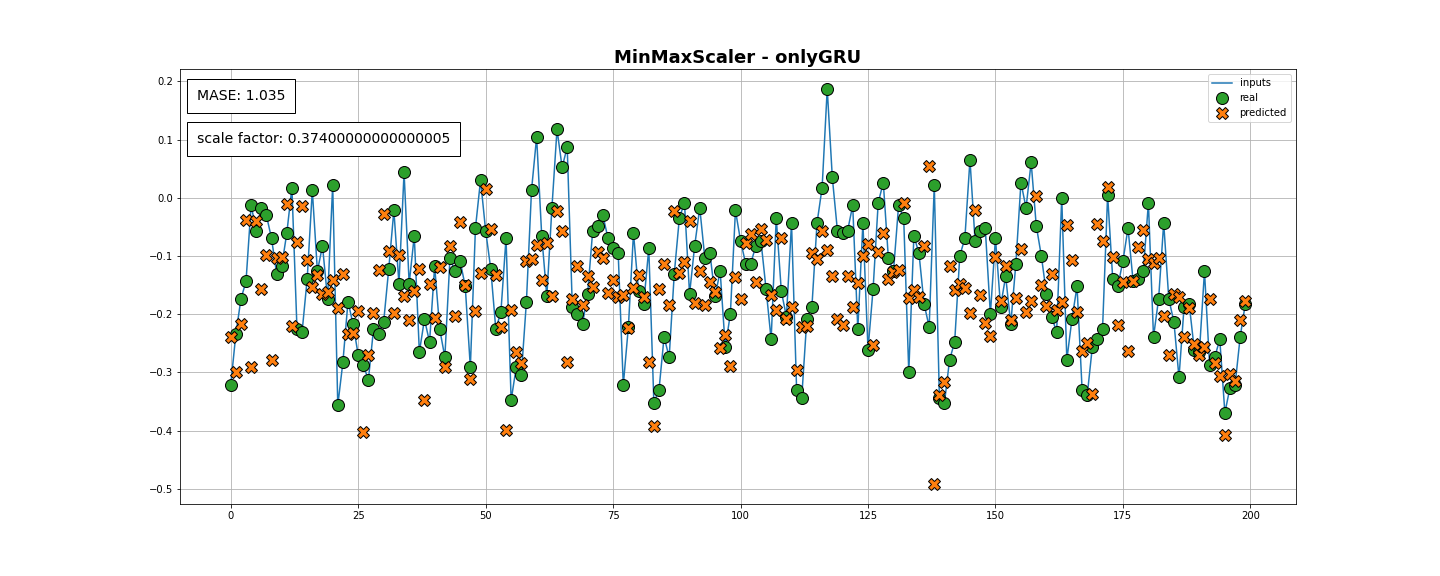 MinMaxScaler - onlyGRU
MASE: 1.035
scale factor: 0.37400000000000005
inputs
real
predicted
0.2
0.1
0.0
−0.1
−0.2
−0.3
−0.4
−0.5
0 25 50 75 100 125 150 175 200